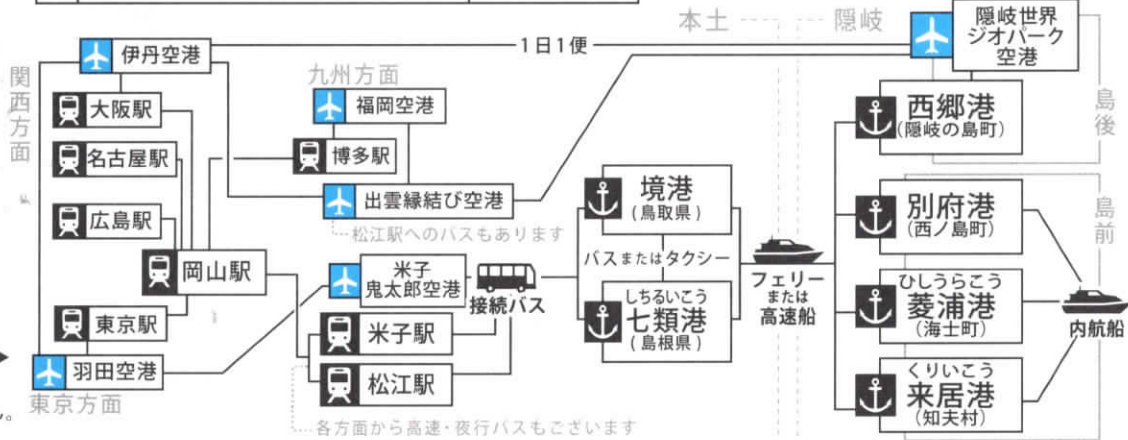 本土
隠岐
隠岐世界
ジオパーク
空港
1日1便
伊丹空港
関西方面
大阪駅
名古屋駅
広島駅
九州方面
福岡空港
博多駅
出雲縁結び空港
松江駅へのバスもあります
岡山駅
東京駅
羽田空港
東京方面
米子
鬼太郎空港
接続バス
米子駅
松江駅
各方面から高速・夜行バスもございます
境港
(鳥取県)
バスまたはタクシー
しちるいこう
七類港
(島根県)
フェリー
または
高速船
西郷港
(隠岐の島町)
島後
別府港
(西ノ島町)
島前
ひしうらこう
菱浦港
(海士町)
くりいこう
来居港
(知夫村)
内航船